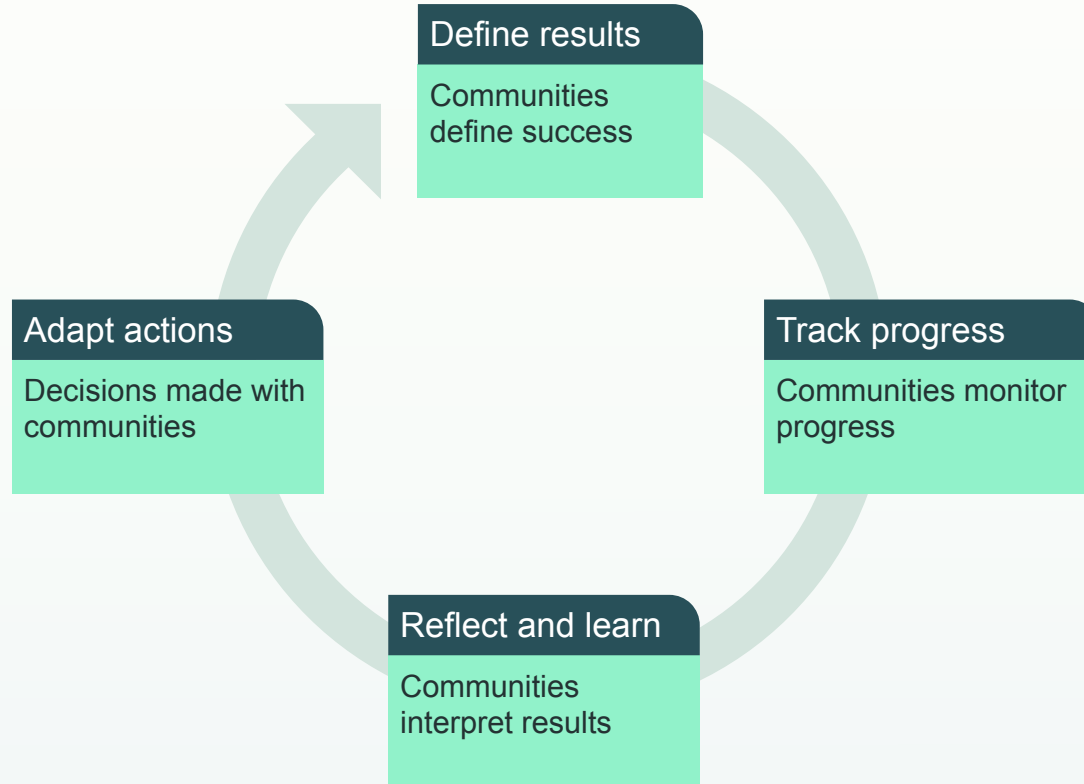 Define results
Communities
define success
Track progress
Communities monitor
progress
Reflect and learn
Communities
interpret results
Adapt actions
Decisions made with
communities